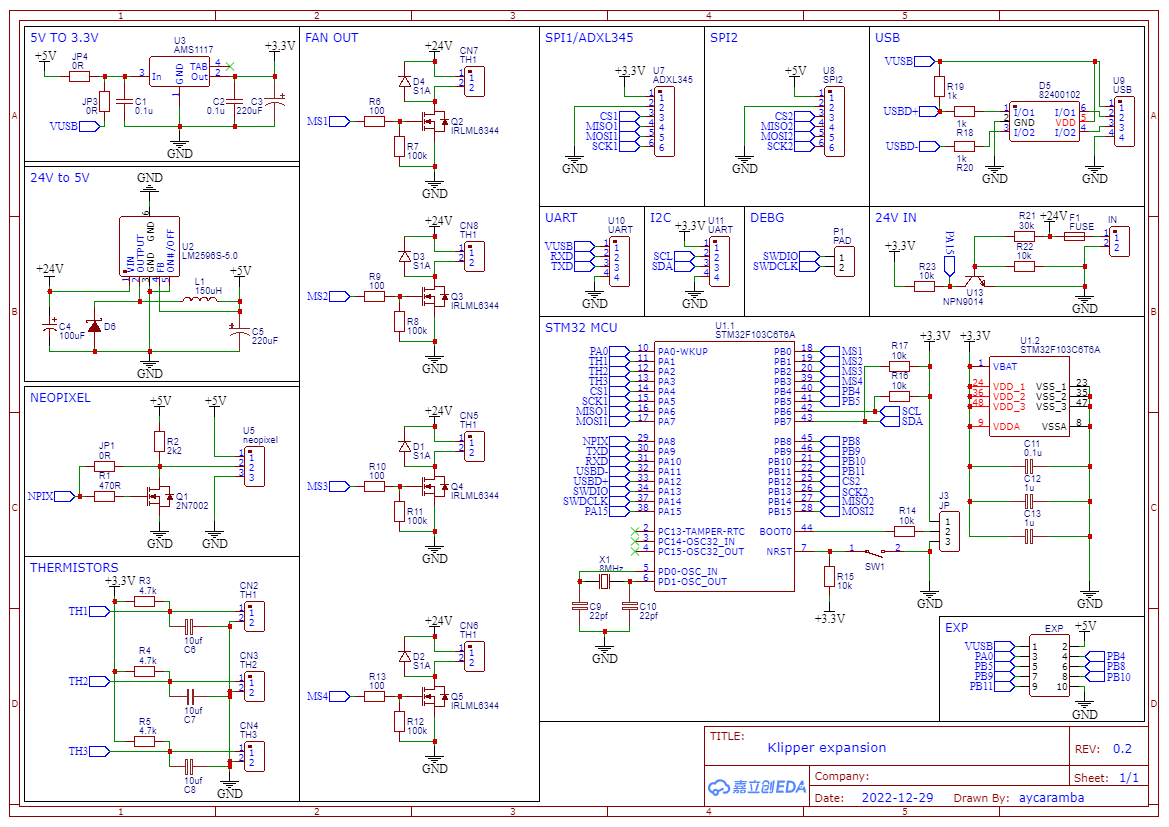 1 2 3 4 5
A
B
C
D
5V TO 3.3V
+5V
JP4
0R
U3
AMS1117
+3.3V
3 In
GND
TAB 4
Out 2
1
JP3
0R
C1
0.1u
C2
0.1u
C3
220uF
VUSB
GND
24V to 5V
GND
6
GND
U2
LM2596S-5.0
VIN
OUTPUT
GND
FB
ON#/OFF
1 2 3 4 5
+24V
+5V
L1
150uH
C4
100uF
D6
C5
220uF
GND
NEOPIXEL
+5V
+5V
R2
2k2
U5
neopixel
1
2
3
JP1
0R
R1
470R
NPIX
Q1
2N7002
GND
GND
THERMISTORS
+3.3V
R3
4.7k
CN2
TH1
TH1
1
2
10uf
C6
R4
4.7k
CN3
TH2
TH2
1
2
10uf
C7
R5
4.7k
CN4
TH3
TH3
1
2
10uf
C8
GND
FAN OUT
+24V
CN7
TH1
1
2
D4
S1A
R6
100
MS1
Q2
IRLML6344
R7
100k
GND
+24V
CN8
TH1
1
2
D3
S1A
R9
100
MS2
Q3
IRLML6344
R8
100k
GND
+24V
CN5
TH1
1
2
D1
S1A
R10
100
MS3
Q4
IRLML6344
R11
100k
GND
+24V
CN6
TH1
1
2
D2
S1A
R13
100
MS4
Q5
IRLML6344
R12
100k
GND
SPI1/ADXL345
+3.3V
U7
ADXL345
1
2
CS1 3
MISO1 4
MOSI1 5
SCK1 6
GND
SPI2
+5V
U8
SPI2
1
2
CS2 3
MISO2 4
MOSI2 5
SCK2 6
GND
USB
VUSB
R19
1k
D5
82400102
U9
USB
USBD+
1k
R18
1 I/O1
2 GND
3 I/O2
I/O1 6
VDD 5
I/O2 4
1
2
3
4
USBD-
1k
R20
GND
GND
UART
U10
UART
VUSB 1
RXD 2
TXD 3
4
GND
I2C
+3.3V
U11
UART
1
SCL 2
SDA 3
4
GND
DEBG
P1
PAD
SWDIO 1
SWDCLK 2
24V IN
+3.3V
PA15
R21
30k
+24V
F1
FUSE
IN
1
2
R22
10k
R23
10k
U13
NPN9014
GND
STM32 MCU
U1.1
STM32F103C6T6A
PA0 10 PA0-WKUP
TH1 11 PA1
TH2 12 PA2
TH3 13 PA3
CS1 14 PA4
SCK1 15 PA5
MISO1 16 PA6
MOSI1 17 PA7
NPIX 29 PA8
TXD 30 PA9
RXD 31 PA10
USBD- 32 PA11
USBD+ 33 PA12
SWDIO 34 PA13
SWDCLK 37 PA14
PA15 38 PA15
2 PC13-TAMPER-RTC
3 PC14-OSC32_IN
4 PC15-OSC32_OUT
5 PD0-OSC_IN
6 PD1-OSC_OUT
PB0 18 MS1
PB1 19 MS2
PB2 20 MS3
PB3 39 MS4
PB4 40 PB4
PB5 41 PB5
PB6 42 SCL
PB7 43 SDA
PB8 45 PB8
PB9 46 PB9
PB10 21 PB10
PB11 22 PB11
PB12 25 CS2
PB13 26 SCK2
PB14 27 MISO2
PB15 28 MOSI2
BOOT0 44
NRST 7
X1
8MHz
C9
22pf
C10
22pf
GND
R17
10k
R16
10k
+3.3V
R14
10k
J3
JP
1
2
3
1 2
SW1
R15
10k
+3.3V
GND
+3.3V
U1.2
STM32F103C6T6A
1 VBAT
24 VDD_1
36 VDD_2
48 VDD_3
9 VDDA
VSS_1 23
VSS_2 35
VSS_3 47
VSSA 8
C11
0.1u
C12
1u
C13
1u
GND
EXP
EXP
+5V
VUSB 1 2
PA0 3 4 PB4
PB5 5 6 PB8
PB9 7 8 PB10
PB11 9 10
GND
TITLE:
Klipper expansion
REV: 0.2
嘉立创EDA
Company:
Sheet: 1/1
Date: 2022-12-29 Drawn By: aycaramba
1 2 3 4 5